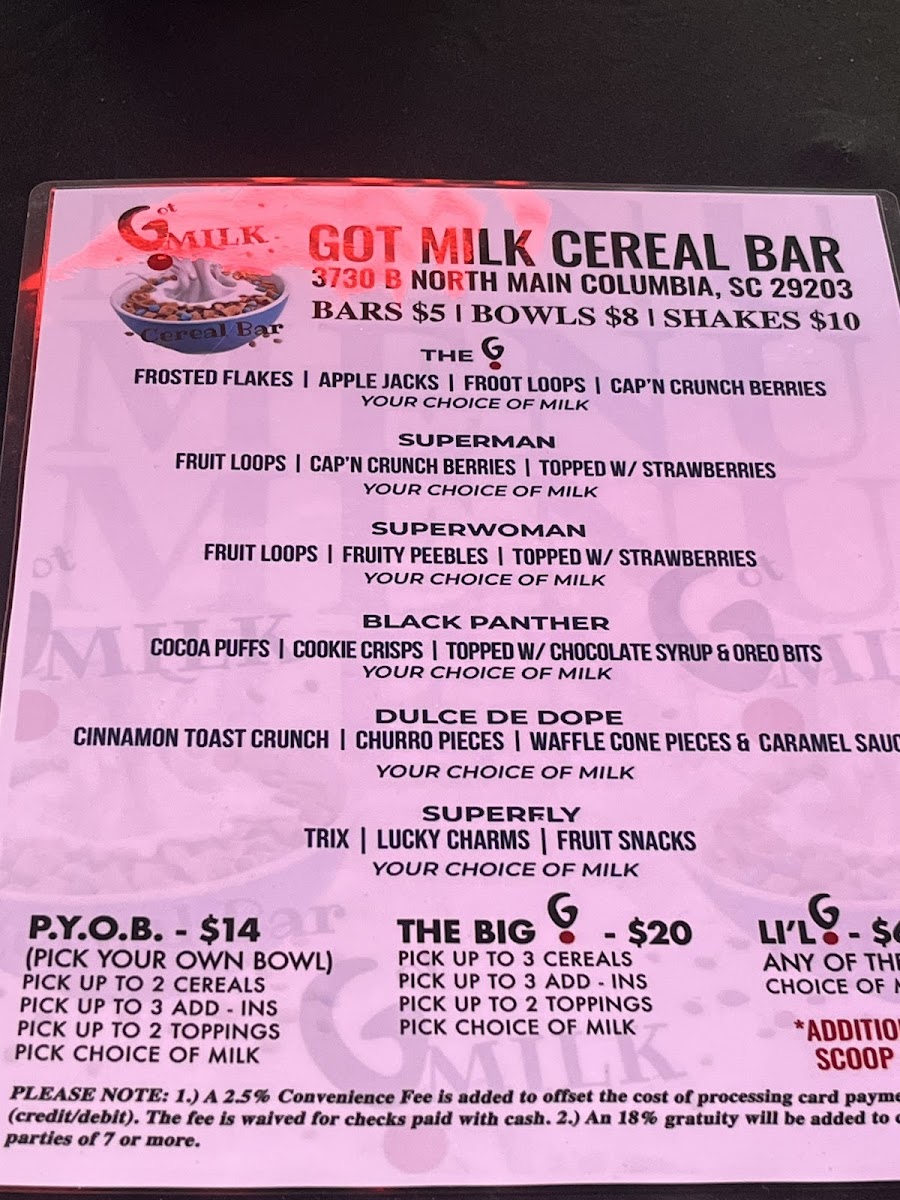 Got
MILK
Cereal Bar
GOT MILK CEREAL BAR
3730 B NORTH MAIN COLUMBIA, SC 29203
BARS $5 | BOWLS $8 | SHAKES $10
THE G
FROSTED FLAKES | APPLE JACKS | FROOT LOOPS | CAP'N CRUNCH BERRIES
YOUR CHOICE OF MILK
SUPERMAN
FRUIT LOOPS | CAP'N CRUNCH BERRIES | TOPPED W/ STRAWBERRIES
YOUR CHOICE OF MILK
SUPERWOMAN
FRUIT LOOPS | FRUITY PEEBLES | TOPPED W/ STRAWBERRIES
YOUR CHOICE OF MILK
BLACK PANTHER
COCOA PUFFS | COOKIE CRISPS | TOPPED W/ CHOCOLATE SYRUP & OREO BITS
YOUR CHOICE OF MILK
DULCE DE DOPE
CINNAMON TOAST CRUNCH | CHURRO PIECES | WAFFLE CONE PIECES & CARAMEL SAUC
YOUR CHOICE OF MILK
SUPERFLY
TRIX | LUCKY CHARMS | FRUIT SNACKS
YOUR CHOICE OF MILK
P.Y.O.B. - $14
(PICK YOUR OWN BOWL)
PICK UP TO 2 CEREALS
PICK UP TO 3 ADD - INS
PICK UP TO 2 TOPPINGS
PICK CHOICE OF MILK
THE BIG G - $20
PICK UP TO 3 CEREALS
PICK UP TO 3 ADD - INS
PICK UP TO 2 TOPPINGS
PICK CHOICE OF MILK
LI'L G - $
ANY OF THE
CHOICE OF
*ADDITIO
SCOOP
PLEASE NOTE: 1.) A 2.5% Convenience Fee is added to offset the cost of processing card payme
(credit/debit). The fee is waived for checks paid with cash. 2.) An 18% gratuity will be added to
parties of 7 or more.